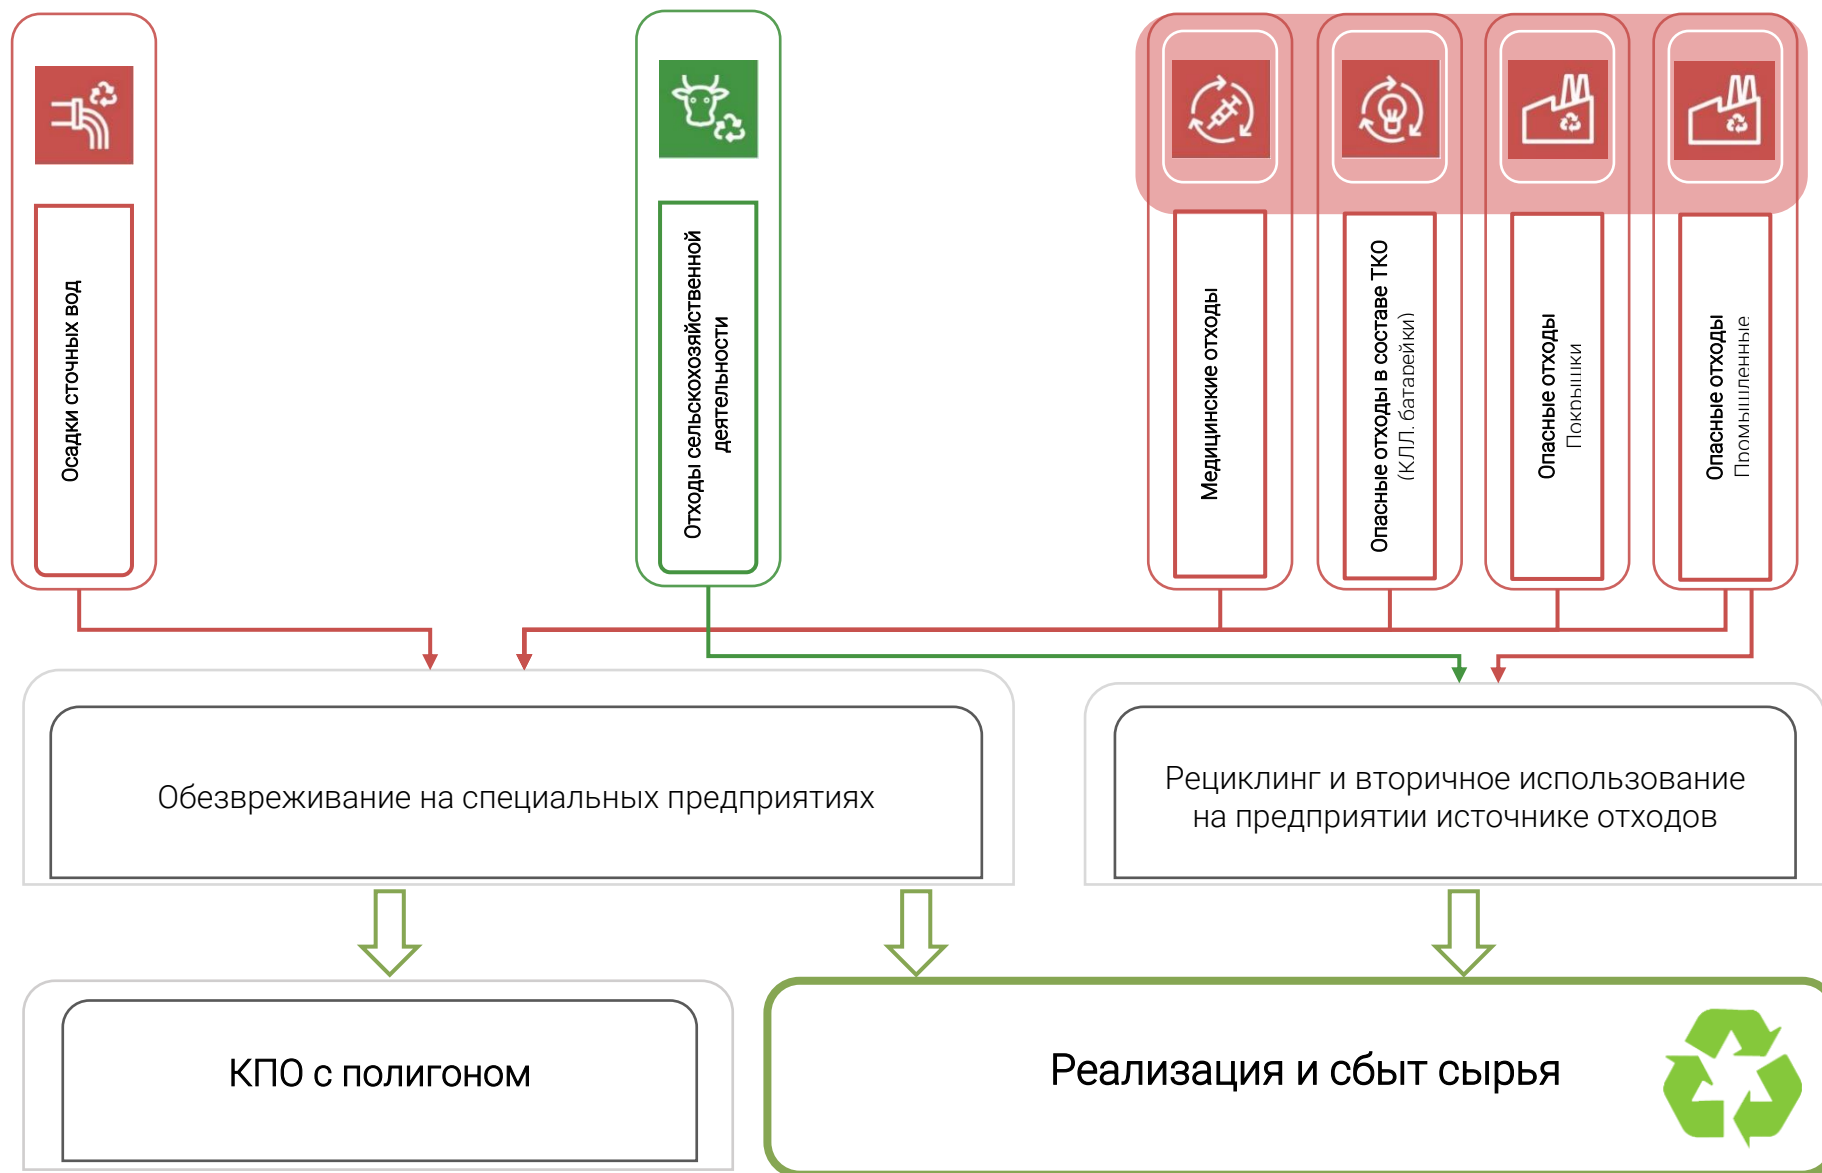 Осадки сточных вод
Отходы сельскохозяйственной
деятельности
Медицинские отходы
Опасные отходы в составе ТКО
(КЛЛ, батарейки)
Опасные отходы
Покрышки
Опасные отходы
Промышленные
Обезвреживание на специальных предприятиях
Рециклинг и вторичное использование
на предприятии источнике отходов
КПО с полигоном
Реализация и сбыт сырья